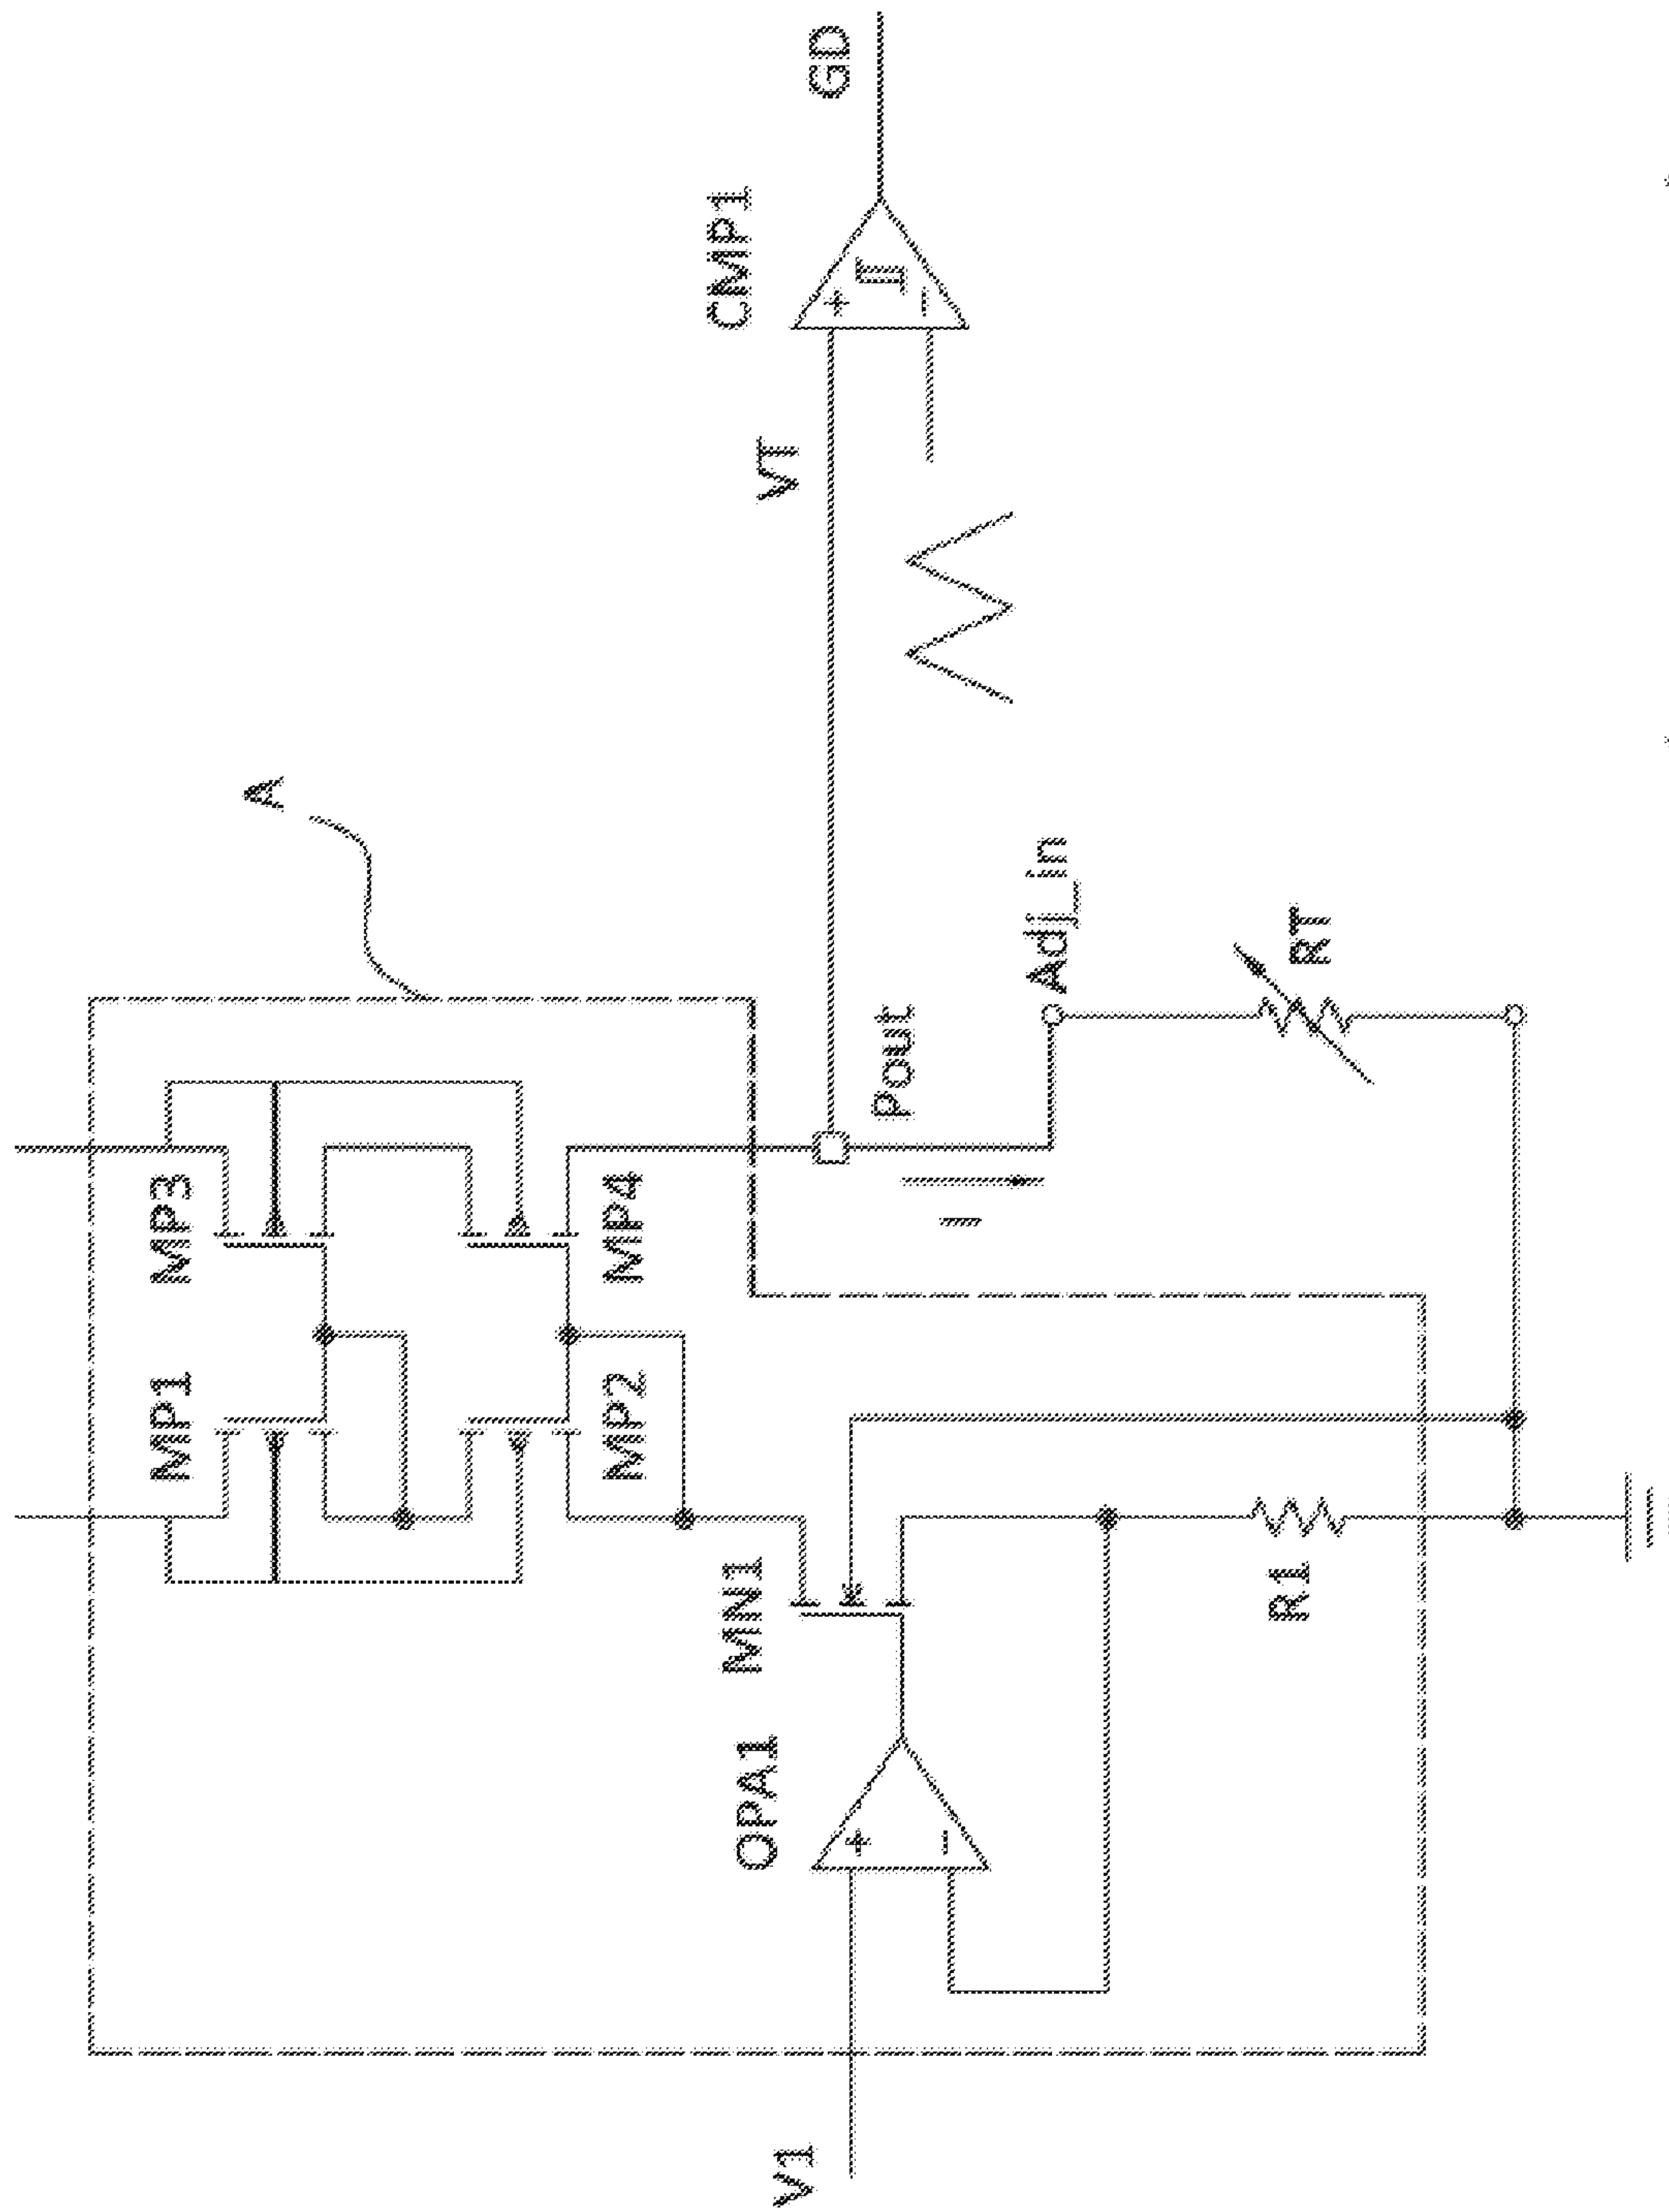 MP1
MP3
MP2
MP4
A
V1
OPA1
+
-
MN1
R1
I
Pout
Adj_In
RT
VT
CMP1
+
-
GD